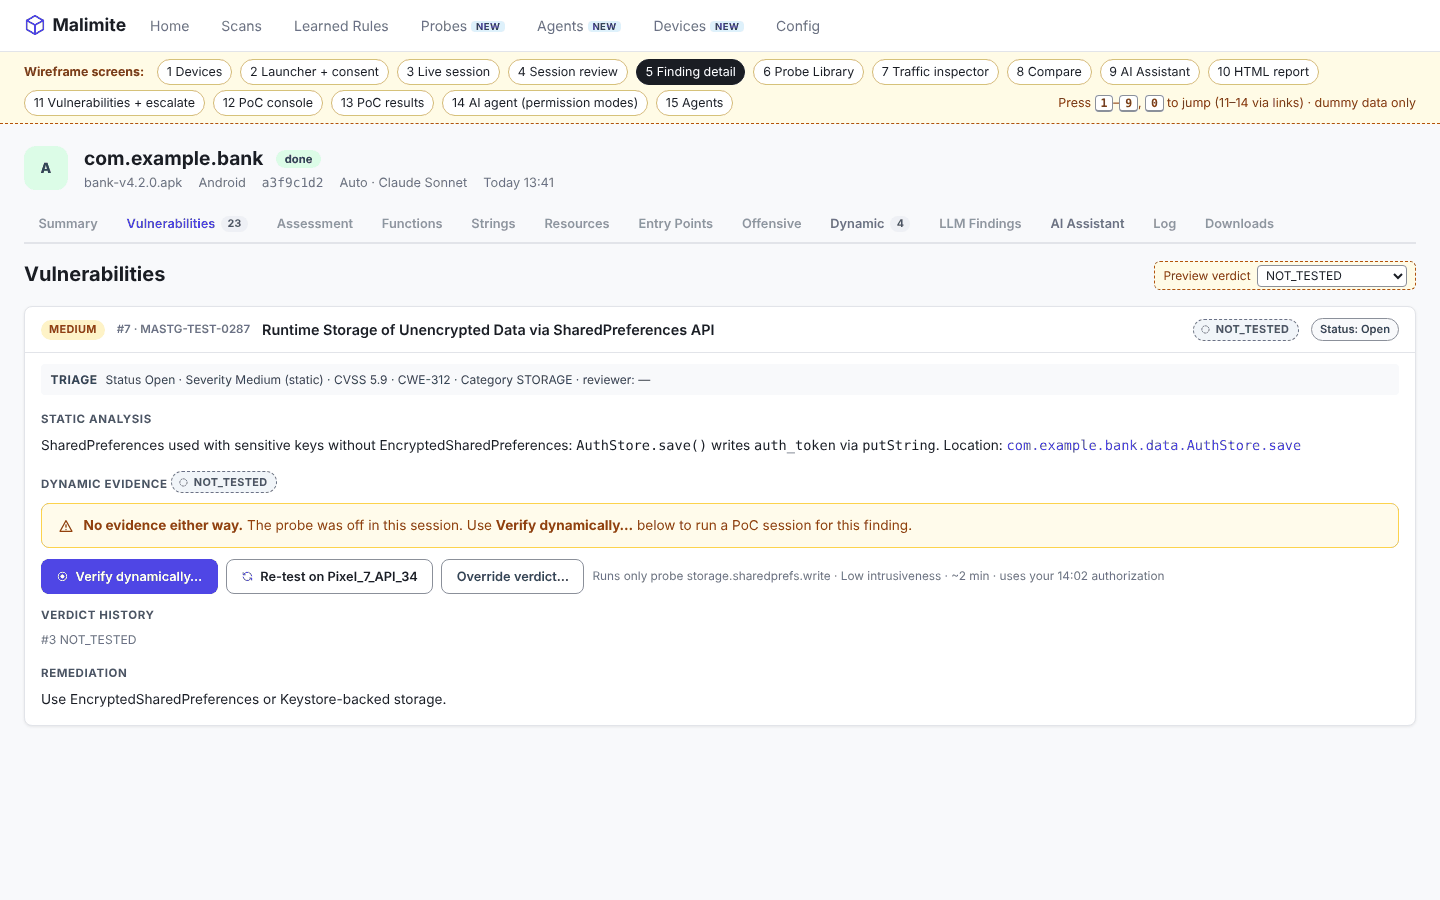 Malimite Home Scans Learned Rules Probes NEW Agents NEW Devices NEW Config
Wireframe screens: 1 Devices 2 Launcher + consent 3 Live session 4 Session review 5 Finding detail 6 Probe Library 7 Traffic inspector 8 Compare 9 AI Assistant 10 HTML report
11 Vulnerabilities + escalate 12 PoC console 13 PoC results 14 AI agent (permission modes) 15 Agents Press 1–9, 0 to jump (11–14 via links) · dummy data only
A com.example.bank done
bank-v4.2.0.apk Android a3f9c1d2 Auto · Claude Sonnet Today 13:41
Summary Vulnerabilities 23 Assessment Functions Strings Resources Entry Points Offensive Dynamic 4 LLM Findings AI Assistant Log Downloads
Vulnerabilities Preview verdict NOT_TESTED
MEDIUM #7 · MASTG-TEST-0287 Runtime Storage of Unencrypted Data via SharedPreferences API NOT_TESTED Status: Open
TRIAGE Status Open · Severity Medium (static) · CVSS 5.9 · CWE-312 · Category STORAGE · reviewer: —
STATIC ANALYSIS
SharedPreferences used with sensitive keys without EncryptedSharedPreferences: AuthStore.save() writes auth_token via putString. Location: com.example.bank.data.AuthStore.save
DYNAMIC EVIDENCE NOT_TESTED
No evidence either way. The probe was off in this session. Use Verify dynamically… below to run a PoC session for this finding.
Verify dynamically… Re-test on Pixel_7_API_34 Override verdict… Runs only probe storage.sharedprefs.write · Low intrusiveness · ~2 min · uses your 14:02 authorization
VERDICT HISTORY
#3 NOT_TESTED
REMEDIATION
Use EncryptedSharedPreferences or Keystore-backed storage.